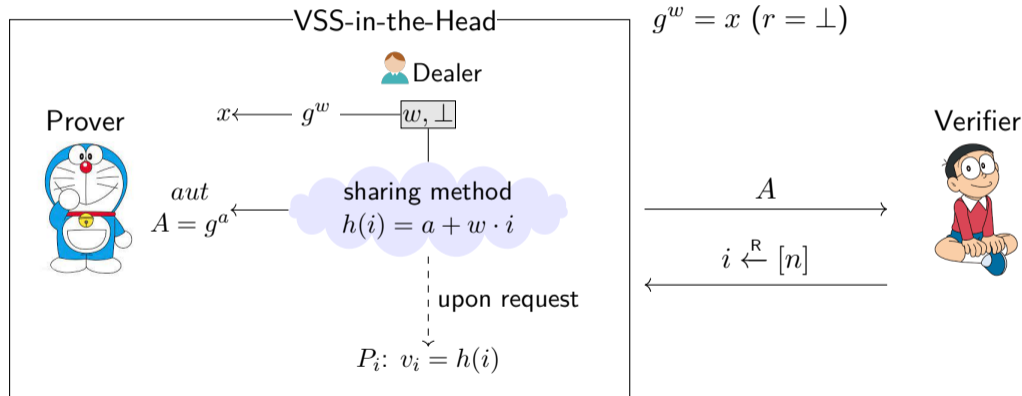 VSS-in-the-Head
g^w = x (r = ⊥)
Dealer
x ← g^w — w, ⊥
Prover
Verifier
sharing method
h(i) = a + w · i
aut
A = g^a
A
i ←^R [n]
upon request
P_i: v_i = h(i)